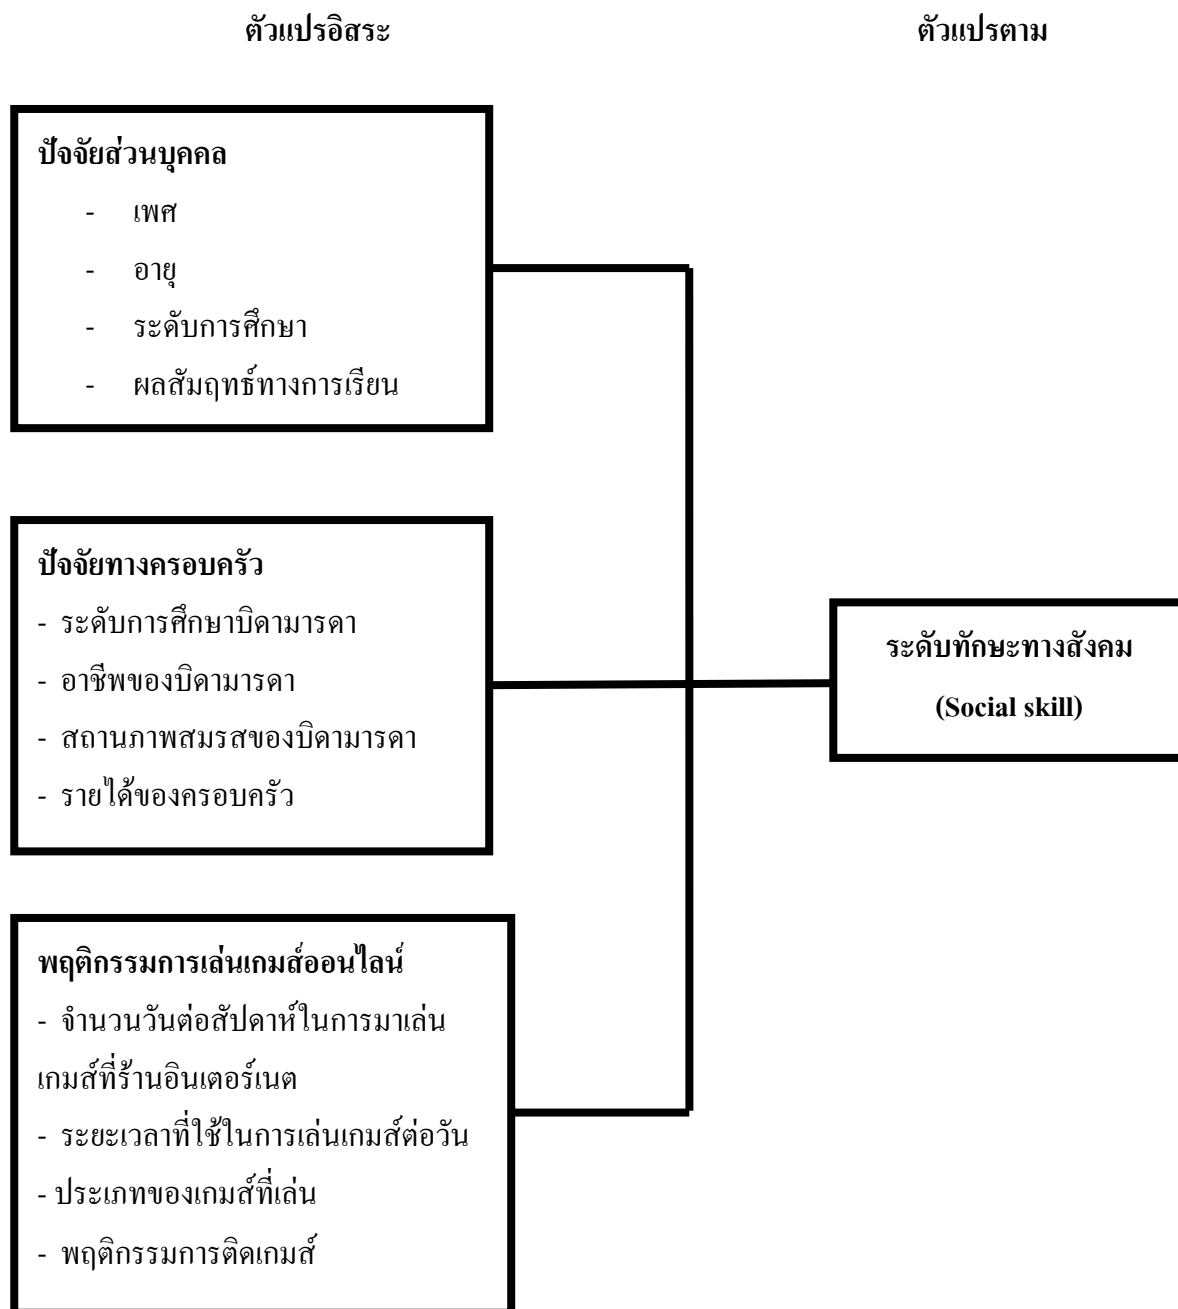 ตัวแปรอิสระ
ตัวแปรตาม
ปัจจัยส่วนบุคคล
- เพศ
- อายุ
- ระดับการศึกษา
- ผลสัมฤทธ์ทางการเรียน
ปัจจัยทางครอบครัว
- ระดับการศึกษาบิดามารดา
- อาชีพของบิดามารดา
- สถานภาพสมรสของบิดามารดา
- รายได้ของครอบครัว
พฤติกรรมการเล่นเกมส์ออนไลน์
- จำนวนวันต่อสัปดาห์ในการมาเล่น
เกมส์ที่ร้านอินเตอร์เนต
- ระยะเวลาที่ใช้ในการเล่นเกมส์ต่อวัน
- ประเภทของเกมส์ที่เล่น
- พฤติกรรมการติดเกมส์
ระดับทักษะทางสังคม
(Social skill)